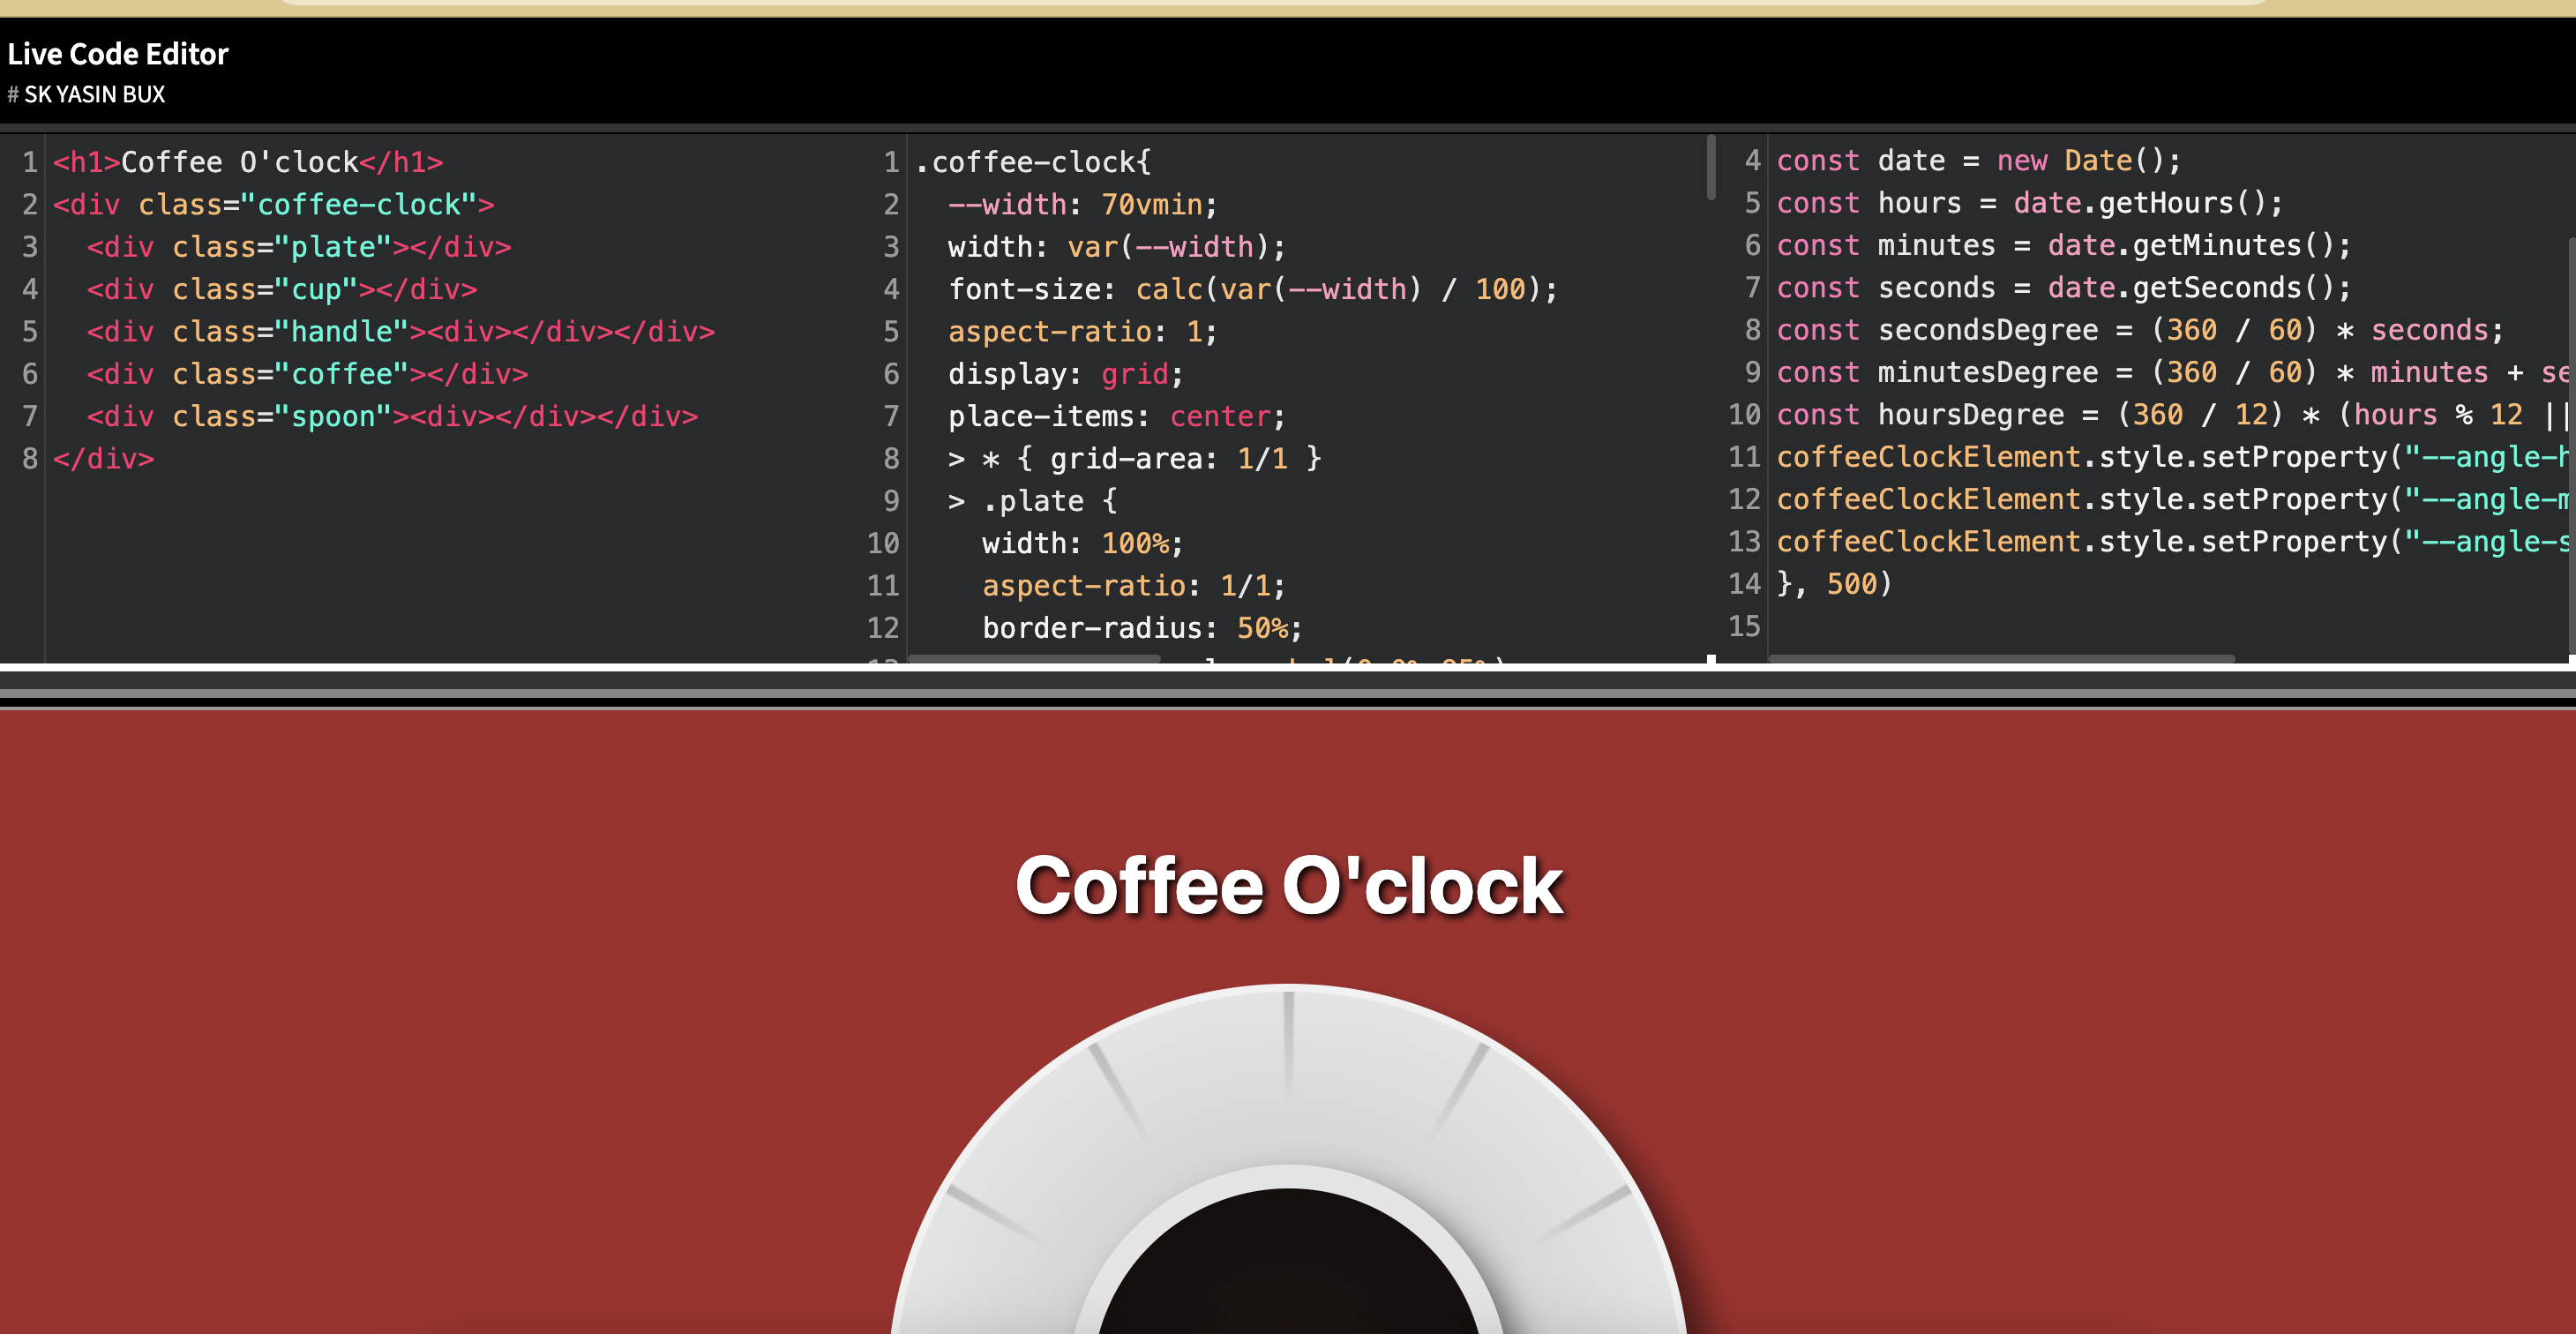 Live Code Editor
# SK YASIN BUX
1 <h1>Coffee O'clock</h1>
2 <div class="coffee-clock">
3 <div class="plate"></div>
4 <div class="cup"></div>
5 <div class="handle"><div></div></div>
6 <div class="coffee"></div>
7 <div class="spoon"><div></div></div>
8 </div>
1 .coffee-clock{
2 --width: 70vmin;
3 width: var(--width);
4 font-size: calc(var(--width) / 100);
5 aspect-ratio: 1;
6 display: grid;
7 place-items: center;
8 > * { grid-area: 1/1 }
9 > .plate {
10 width: 100%;
11 aspect-ratio: 1/1;
12 border-radius: 50%;
4 const date = new Date();
5 const hours = date.getHours();
6 const minutes = date.getMinutes();
7 const seconds = date.getSeconds();
8 const secondsDegree = (360 / 60) * seconds;
9 const minutesDegree = (360 / 60) * minutes + se
10 const hoursDegree = (360 / 12) * (hours % 12 ||
11 coffeeClockElement.style.setProperty("--angle-h
12 coffeeClockElement.style.setProperty("--angle-m
13 coffeeClockElement.style.setProperty("--angle-s
14 }, 500)
15
Coffee O'clock